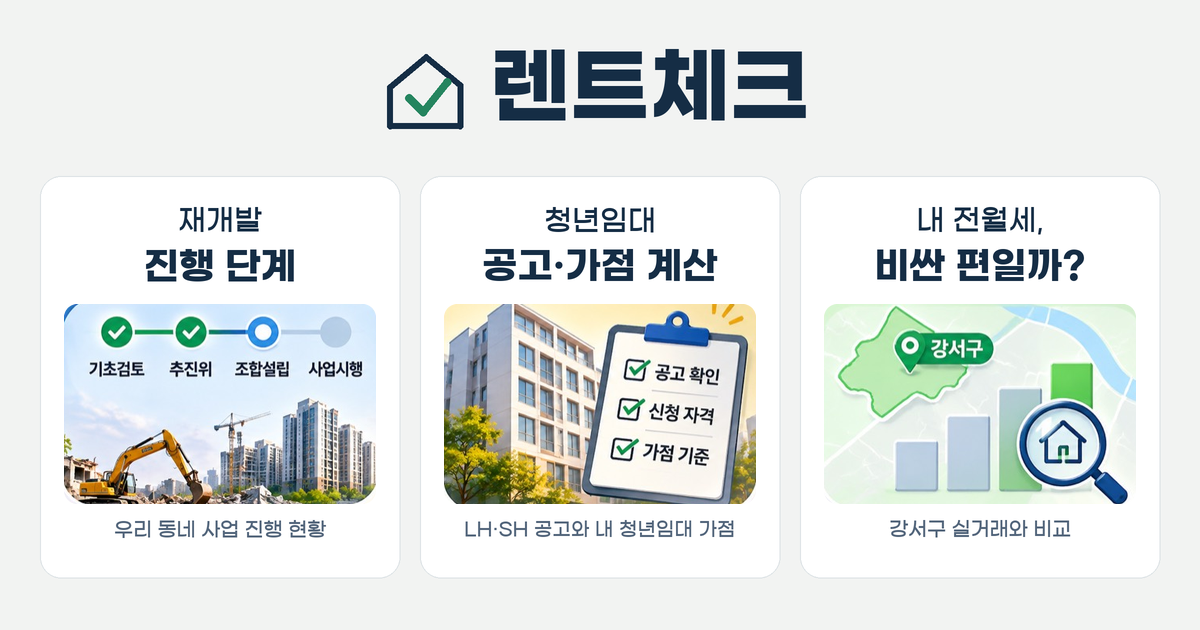 렌트체크
재개발
진행 단계
기초검토 추진위 조합설립 사업시행
우리 동네 사업 진행 현황
청년임대
공고·가점 계산
공고 확인
신청 자격
가점 기준
LH·SH 공고와 내 청년임대 가점
내 전월세,
비싼 편일까?
강서구
강서구 실거래와 비교